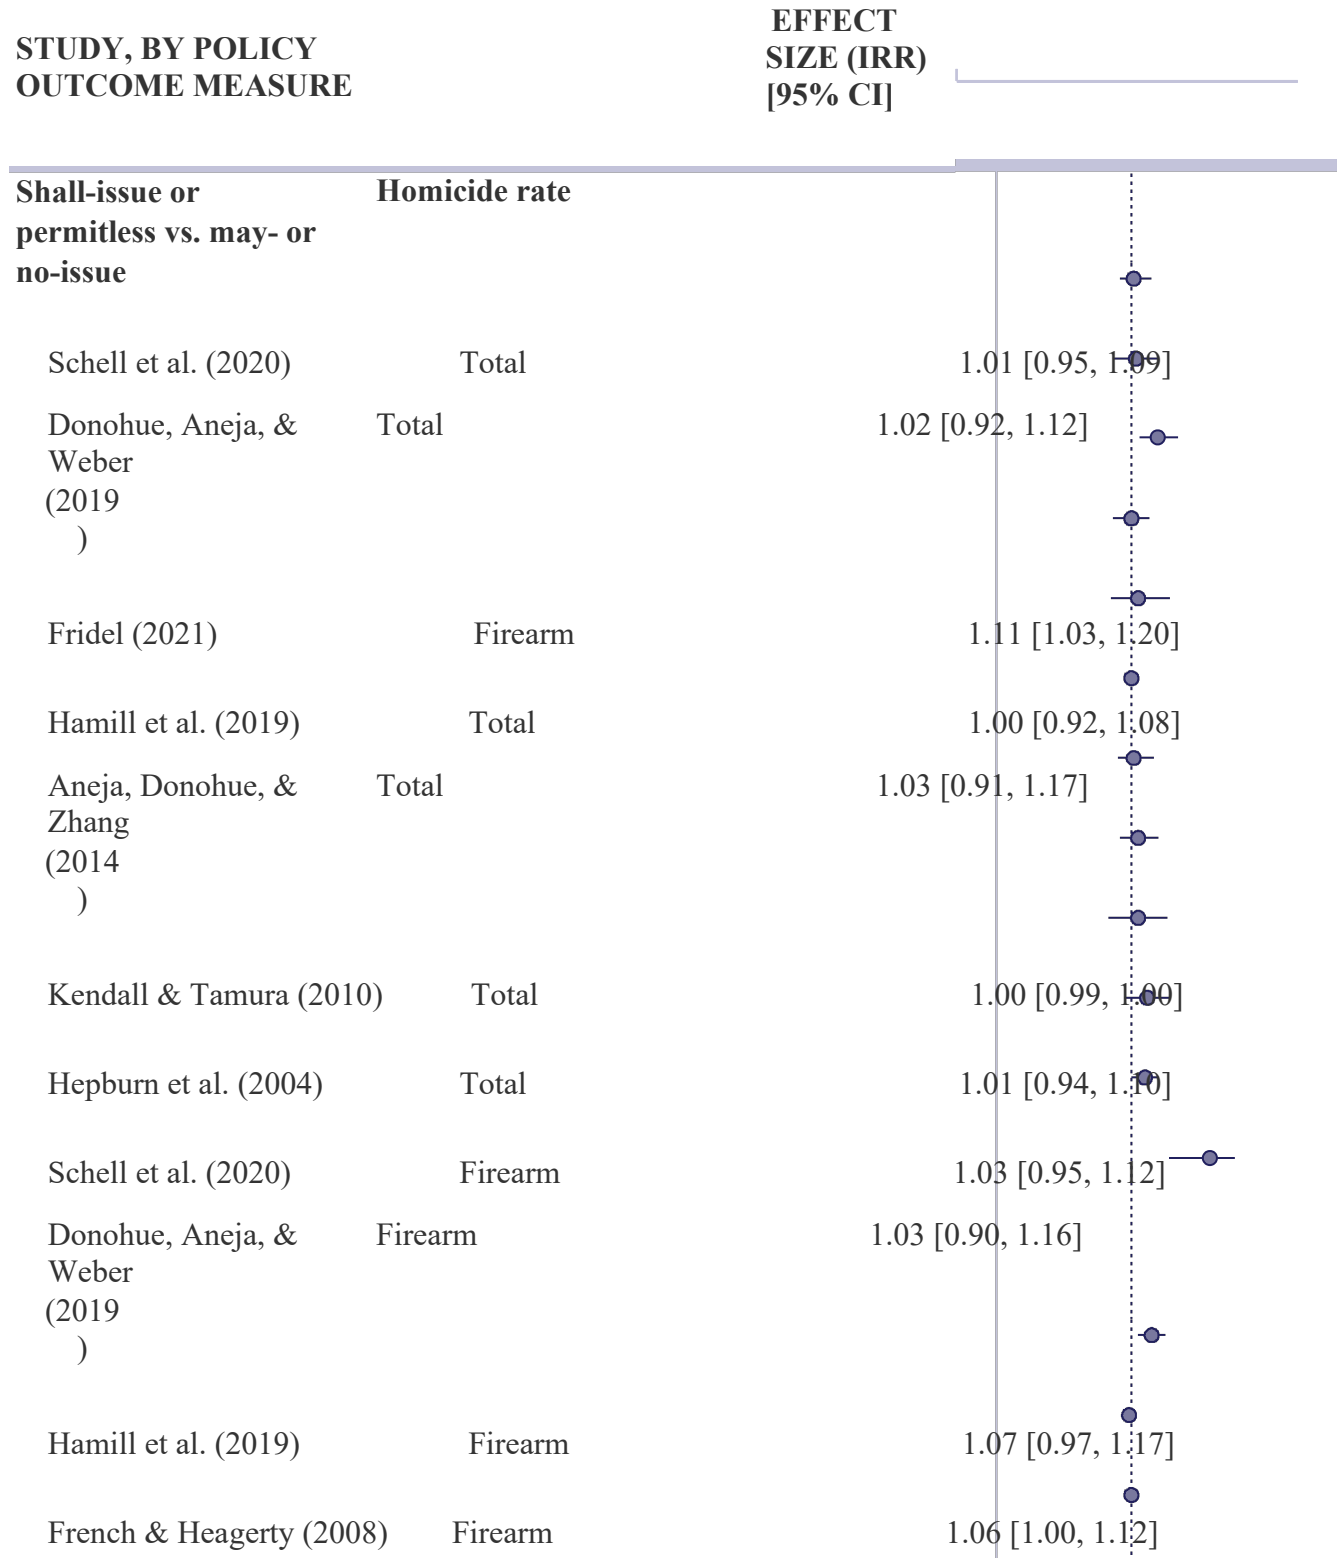 STUDY, BY POLICY
OUTCOME MEASURE
EFFECT
SIZE (IRR)
[95% CI]
Shall-issue or
permitless vs. may- or
no-issue
Homicide rate
Schell et al. (2020) Total 1.01 [0.95, 1.09]
Donohue, Aneja, & Total 1.02 [0.92, 1.12]
Weber
(2019
)
Fridel (2021) Firearm 1.11 [1.03, 1.20]
Hamill et al. (2019) Total 1.00 [0.92, 1.08]
Aneja, Donohue, & Total 1.03 [0.91, 1.17]
Zhang
(2014
)
Kendall & Tamura (2010) Total 1.00 [0.99, 1.00]
Hepburn et al. (2004) Total 1.01 [0.94, 1.10]
Schell et al. (2020) Firearm 1.03 [0.95, 1.12]
Donohue, Aneja, & Firearm 1.03 [0.90, 1.16]
Weber
(2019
)
Hamill et al. (2019) Firearm 1.07 [0.97, 1.17]
French & Heagerty (2008) Firearm 1.06 [1.00, 1.12]